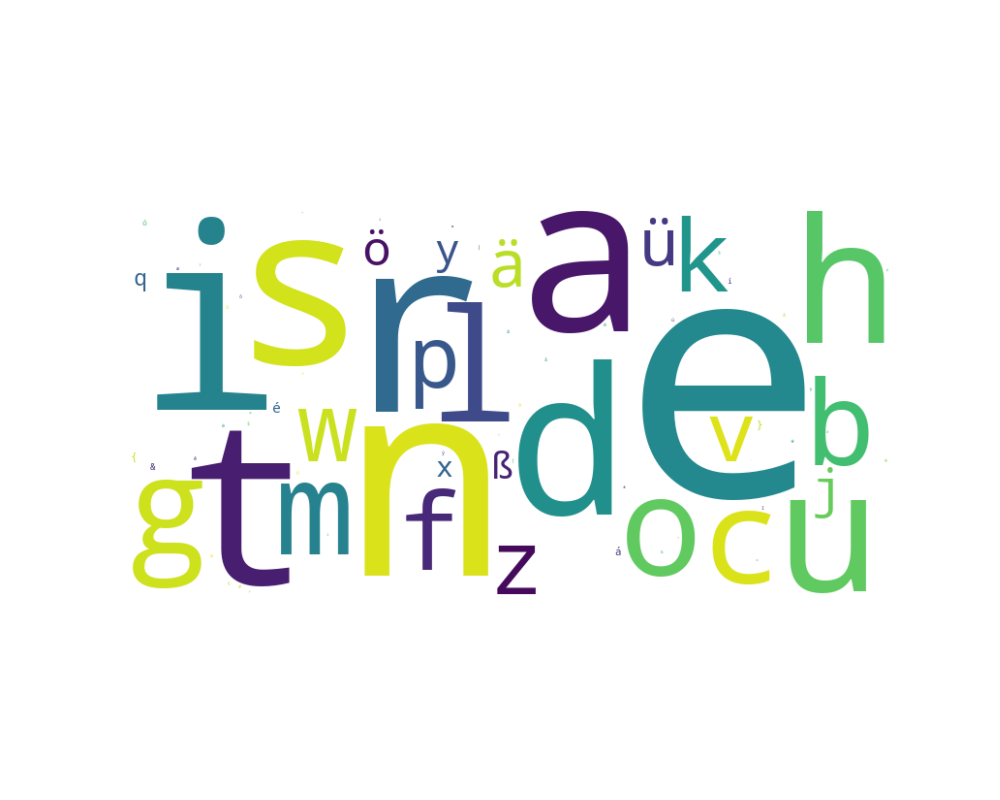 i s r l a h
ö y ä ü k
q p e
é w n d v } b
{ & g t m x f ß o c u j
z á